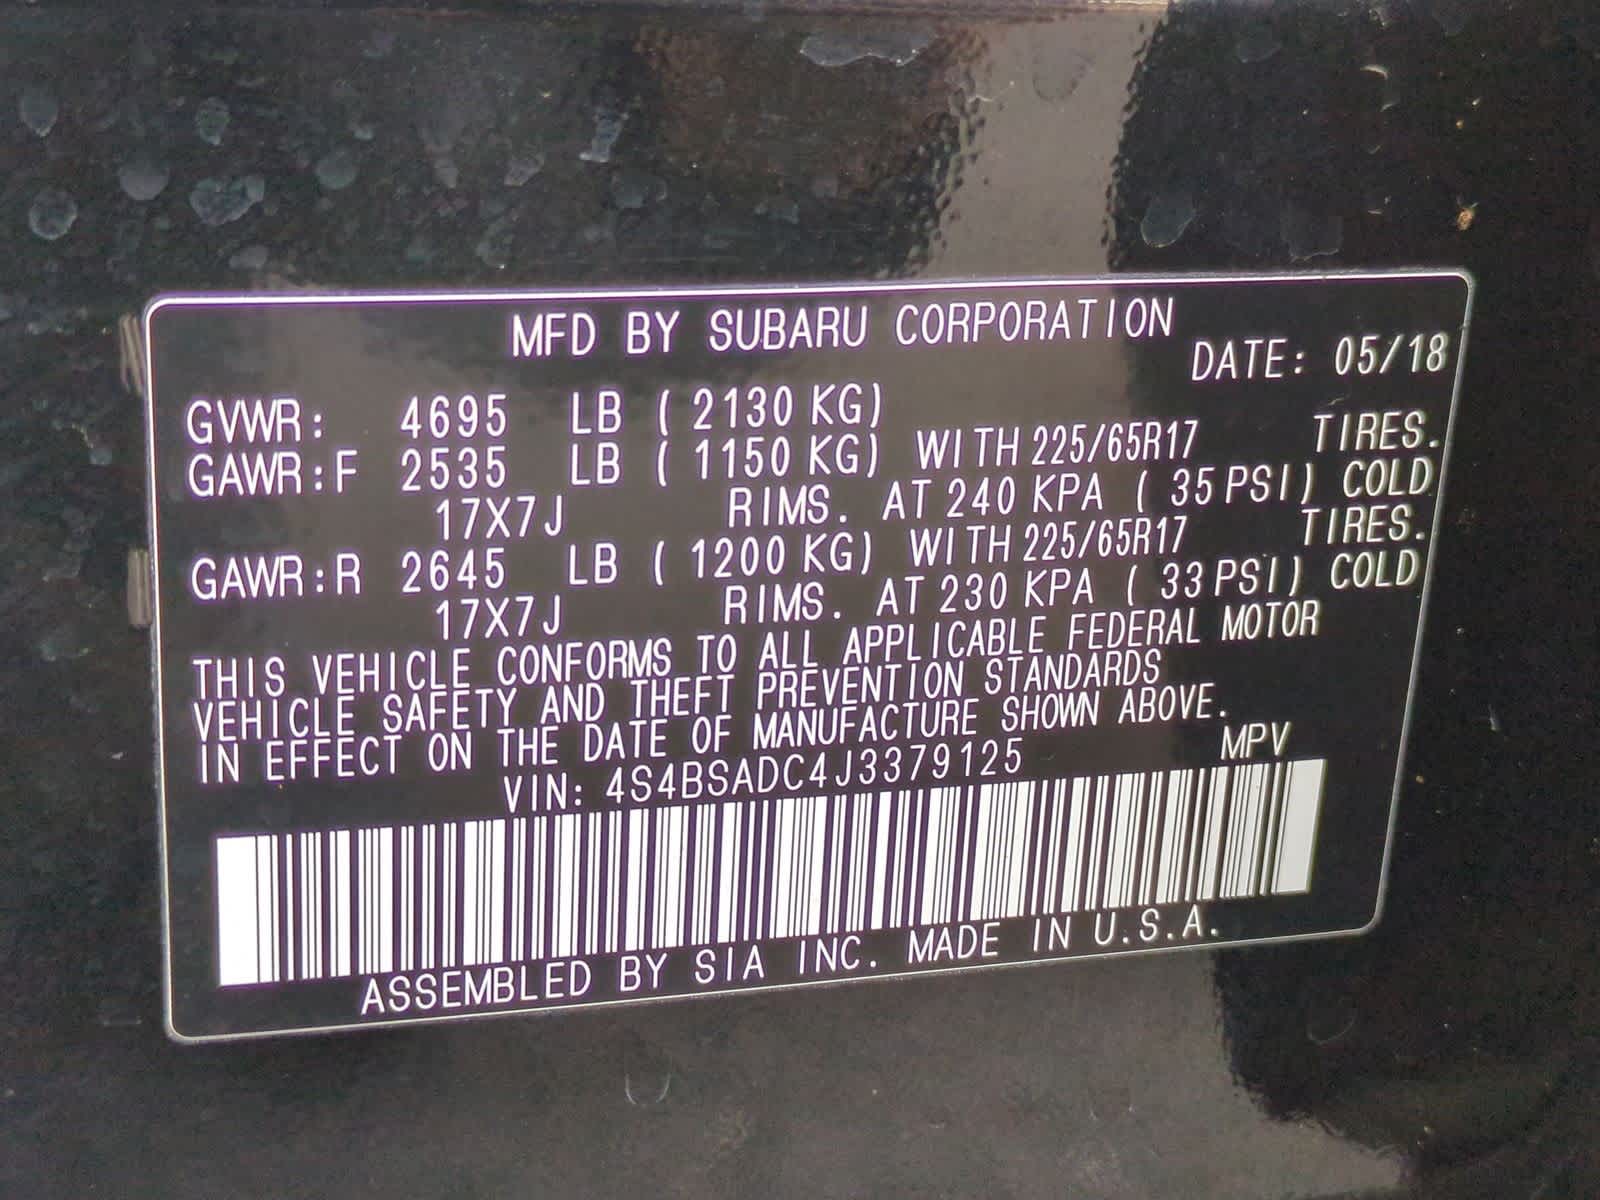 MFD BY SUBARU CORPORATION
DATE: 05/18
GVWR: 4695 LB ( 2130 KG)
GAWR:F 2535 LB ( 1150 KG) WITH 225/65R17 TIRES.
17X7J RIMS. AT 240 KPA ( 35 PSI) COLD
GAWR:R 2645 LB ( 1200 KG) WITH 225/65R17 TIRES.
17X7J RIMS. AT 230 KPA ( 33 PSI) COLD
THIS VEHICLE CONFORMS TO ALL APPLICABLE FEDERAL MOTOR
VEHICLE SAFETY AND THEFT PREVENTION STANDARDS
IN EFFECT ON THE DATE OF MANUFACTURE SHOWN ABOVE.
VIN: 4S4BSADC4J3379125 MPV
ASSEMBLED BY SIA INC. MADE IN U.S.A.